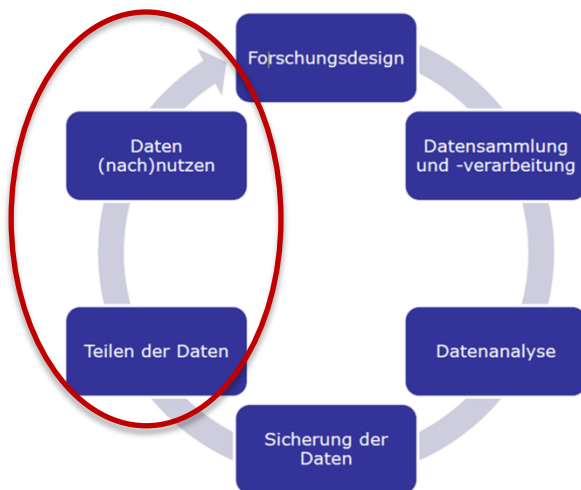 Forschungsdesign
Datensammlung
und -verarbeitung
Datenanalyse
Sicherung der
Daten
Teilen der Daten
Daten
(nach)nutzen